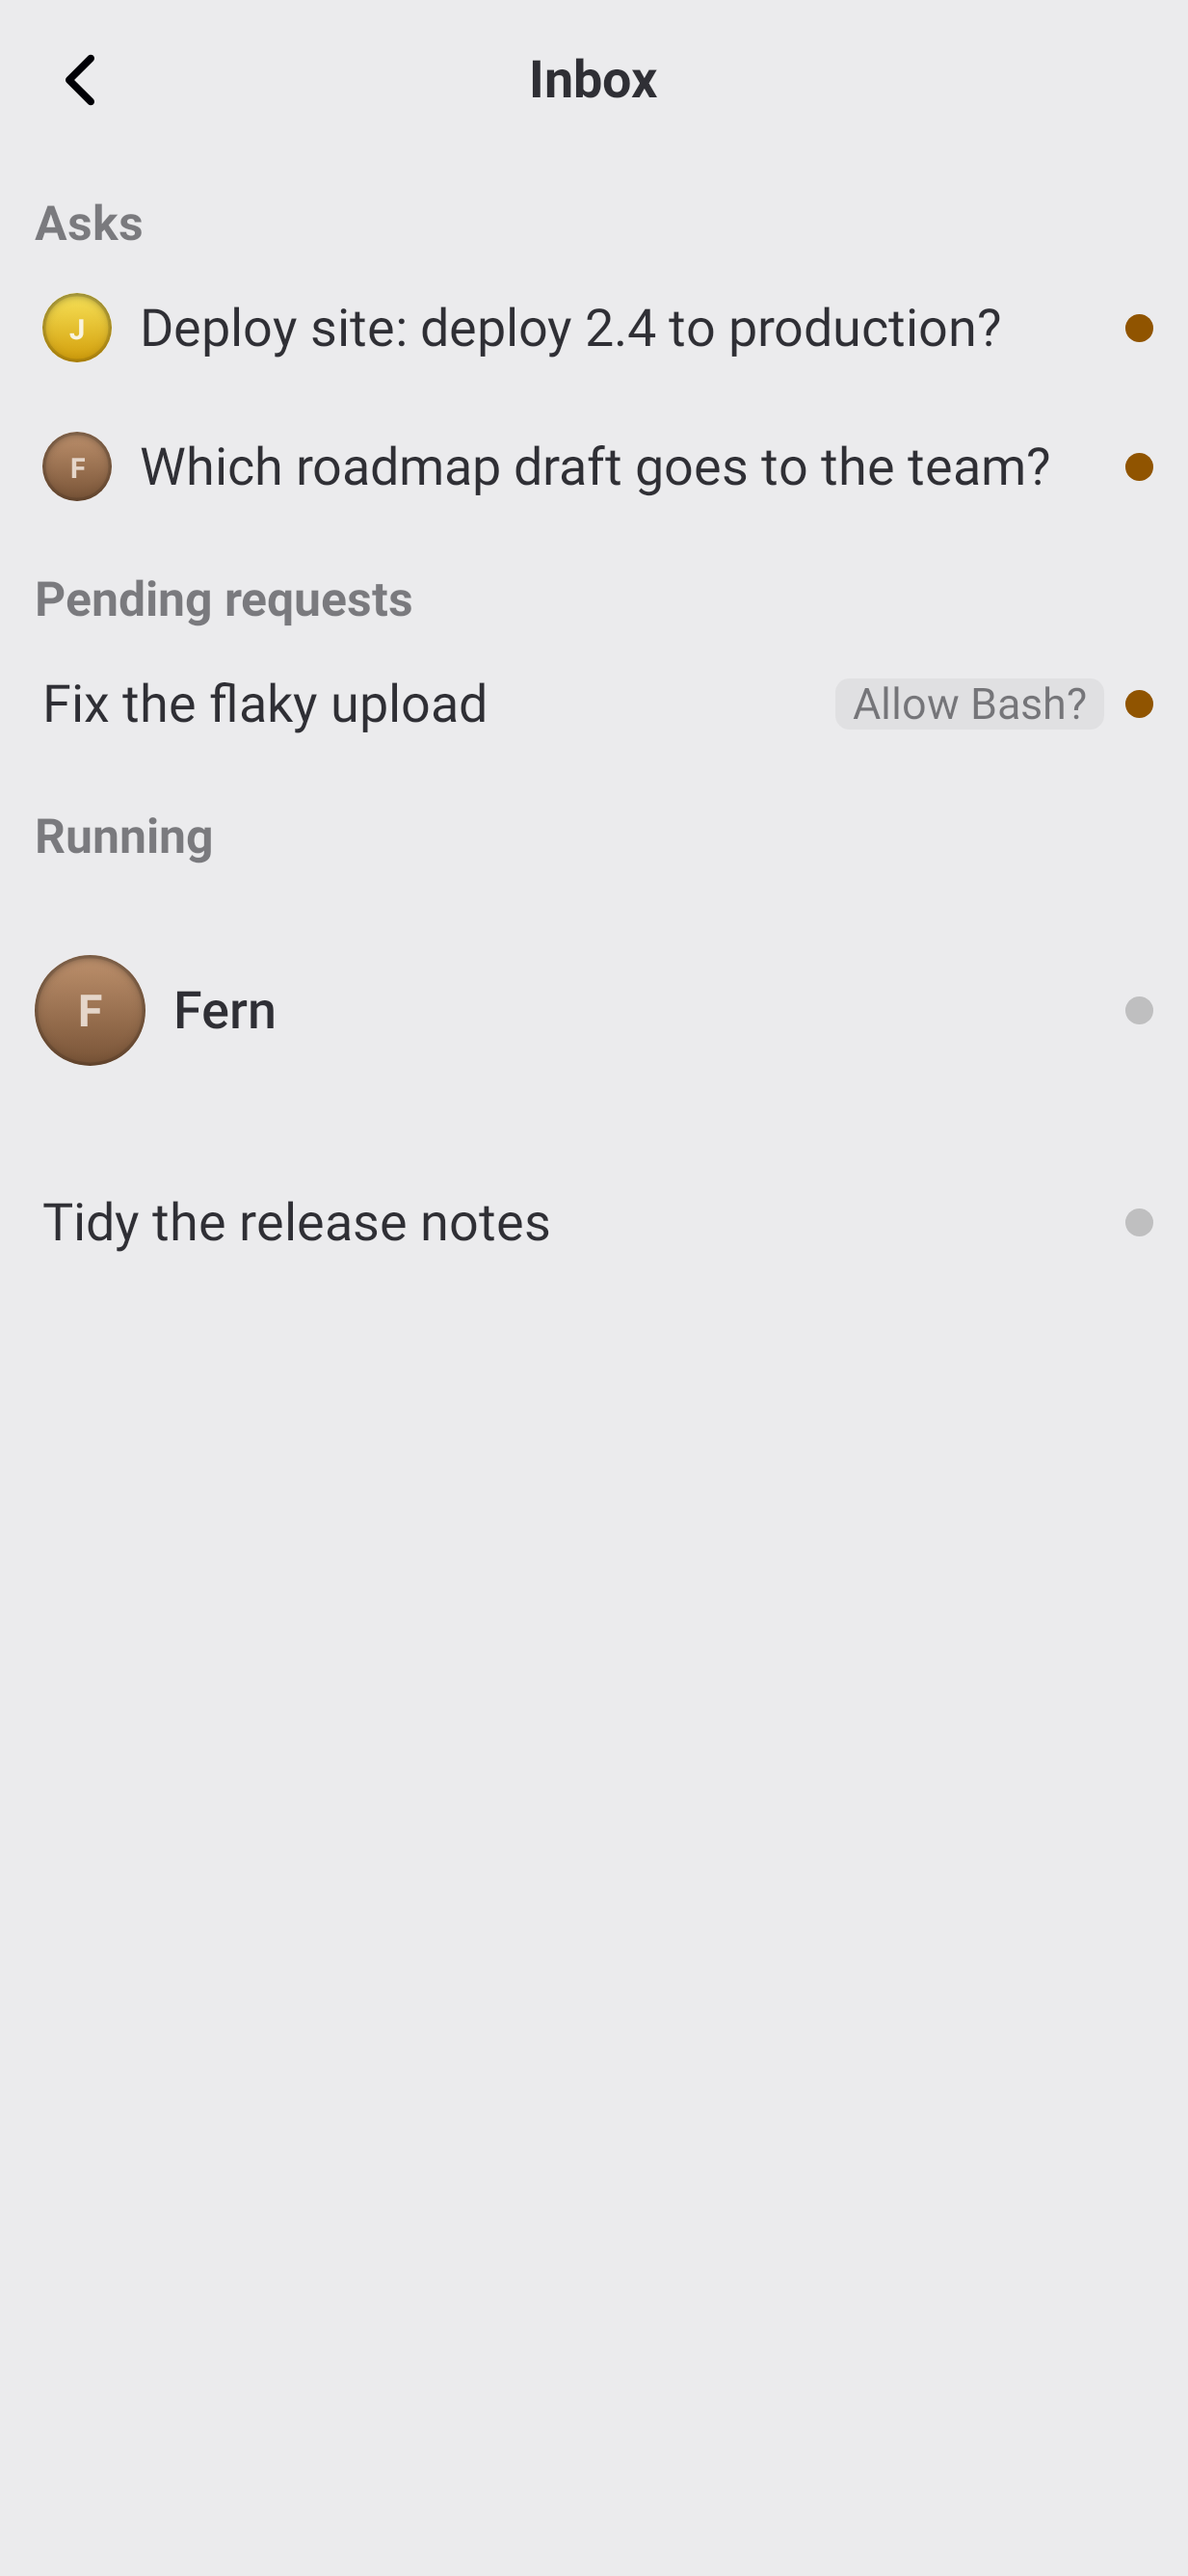 Inbox
Asks
J Deploy site: deploy 2.4 to production?
F Which roadmap draft goes to the team?
Pending requests
Fix the flaky upload Allow Bash?
Running
F Fern
Tidy the release notes